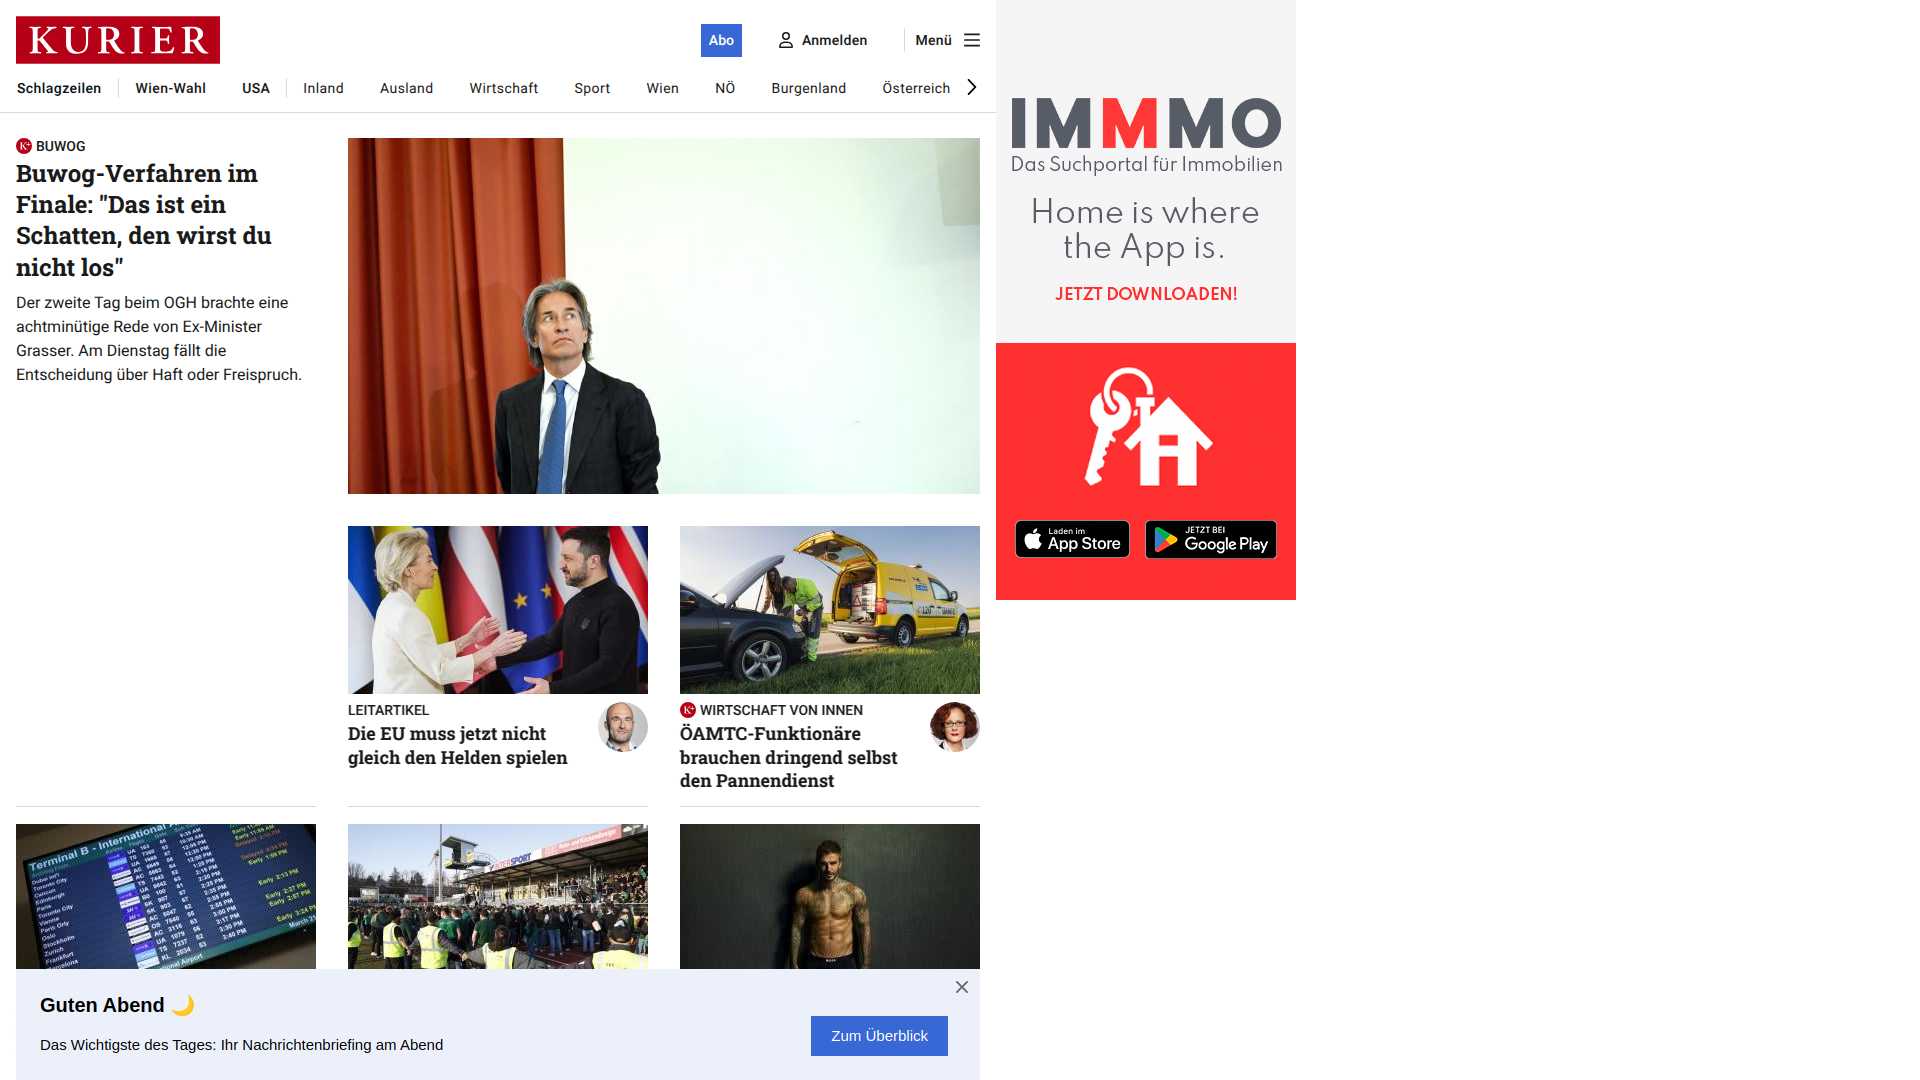 KURIER
Abo
Anmelden
Menü
Schlagzeilen
Wien-Wahl
USA
Inland
Ausland
Wirtschaft
Sport
Wien
NÖ
Burgenland
Österreich
BUWOG
Buwog-Verfahren im
Finale: "Das ist ein
Schatten, den wirst du
nicht los"
Der zweite Tag beim OGH brachte eine
achtminütige Rede von Ex-Minister
Grasser. Am Dienstag fällt die
Entscheidung über Haft oder Freispruch.
LEITARTIKEL
Die EU muss jetzt nicht
gleich den Helden spielen
WIRTSCHAFT VON INNEN
ÖAMTC-Funktionäre
brauchen dringend selbst
den Pannendienst
Terminal B - International
INTERSPORT
Guten Abend 🌙
Das Wichtigste des Tages: Ihr Nachrichtenbriefing am Abend
Zum Überblick
IMMMO
Das Suchportal für Immobilien
Home is where
the App is.
JETZT DOWNLOADEN!
Laden im
App Store
JETZT BEI
Google Play